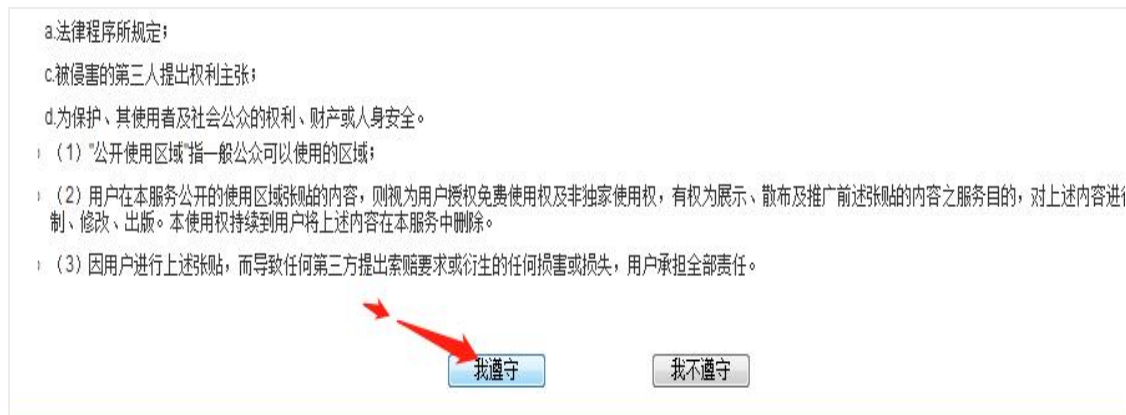 a.法律程序所规定；
c.被侵害的第三人提出权利主张；
d.为保护、其使用者及社会公众的权利、财产或人身安全。
（1）"公开使用区域"指一般公众可以使用的区域；
（2）用户在本服务公开的使用区域张贴的内容，则视为用户授权免费使用权及非独家使用权，有权为展示、散布及推广前述张贴的内容之服务目的，对上述内容进行
制、修改、出版。本使用权持续到用户将上述内容在本服务中删除。
（3）因用户进行上述张贴，而导致任何第三方提出索赔要求或衍生的任何损害或损失，用户承担全部责任。
我遵守
我不遵守